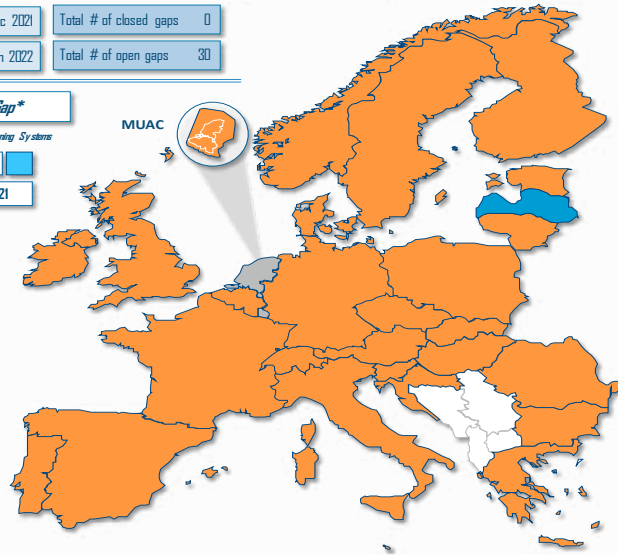 c 2021
Total # of closed gaps 0
2022
Total # of open gaps 30
Gap*
ning Systems
21
MUAC